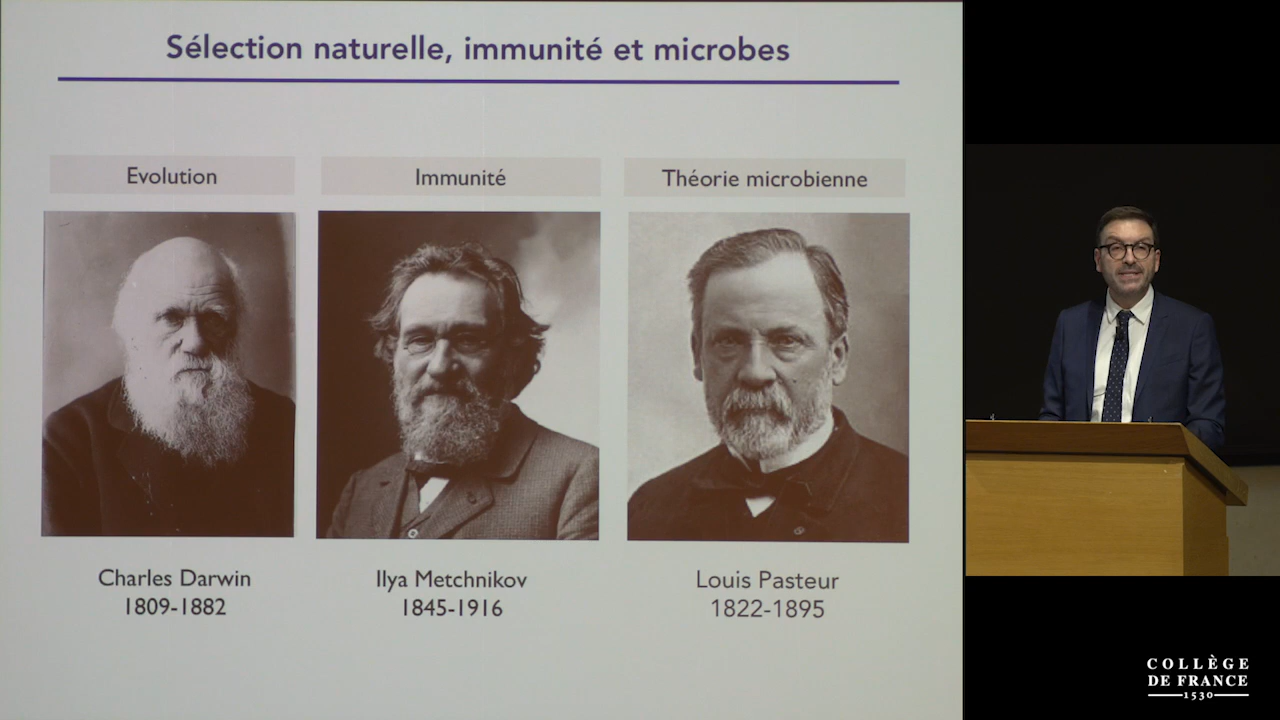 Sélection naturelle, immunité et microbes
Evolution
Immunité
Théorie microbienne
Charles Darwin
1809-1882
Ilya Metchnikov
1845-1916
Louis Pasteur
1822-1895
COLLÈGE
DE FRANCE
1530